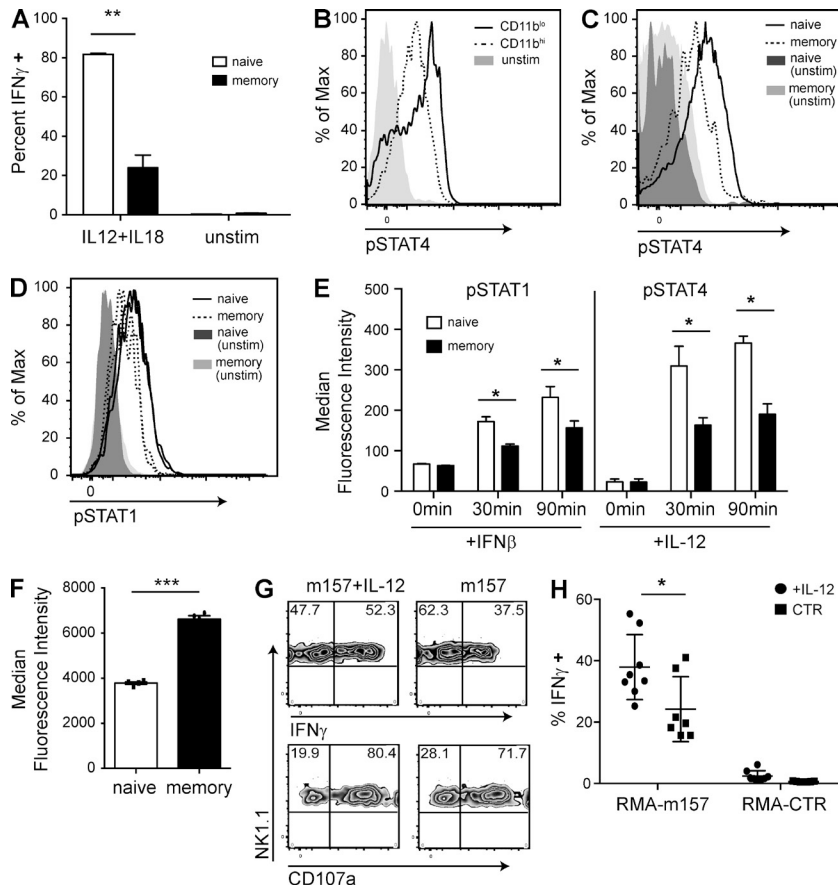 A
**
Percent IFNγ +
100
80
60
40
20
0
IL12+IL18
unstim
naive
memory
B
% of Max
100
80
60
40
20
0
0
pSTAT4
CD11blo
CD11bhi
unstim
C
% of Max
100
80
60
40
20
0
0
pSTAT4
naive
memory
naive
(unstim)
memory
(unstim)
D
% of Max
100
80
60
40
20
0
0
pSTAT1
naive
memory
naive
(unstim)
memory
(unstim)
E
pSTAT1
pSTAT4
Median
Fluorescence Intensity
500
400
300
200
100
0
naive
memory
*
*
*
*
0min
30min
90min
0min
30min
90min
+IFNβ
+IL-12
F
***
Median
Fluorescence Intensity
8000
6000
4000
2000
0
naive
memory
G
m157+IL-12
m157
47.7
52.3
62.3
37.5
IFNγ
19.9
80.4
28.1
71.7
NK1.1
CD107a
H
*
+IL-12
CTR
% IFNγ +
60
40
20
0
RMA-m157
RMA-CTR